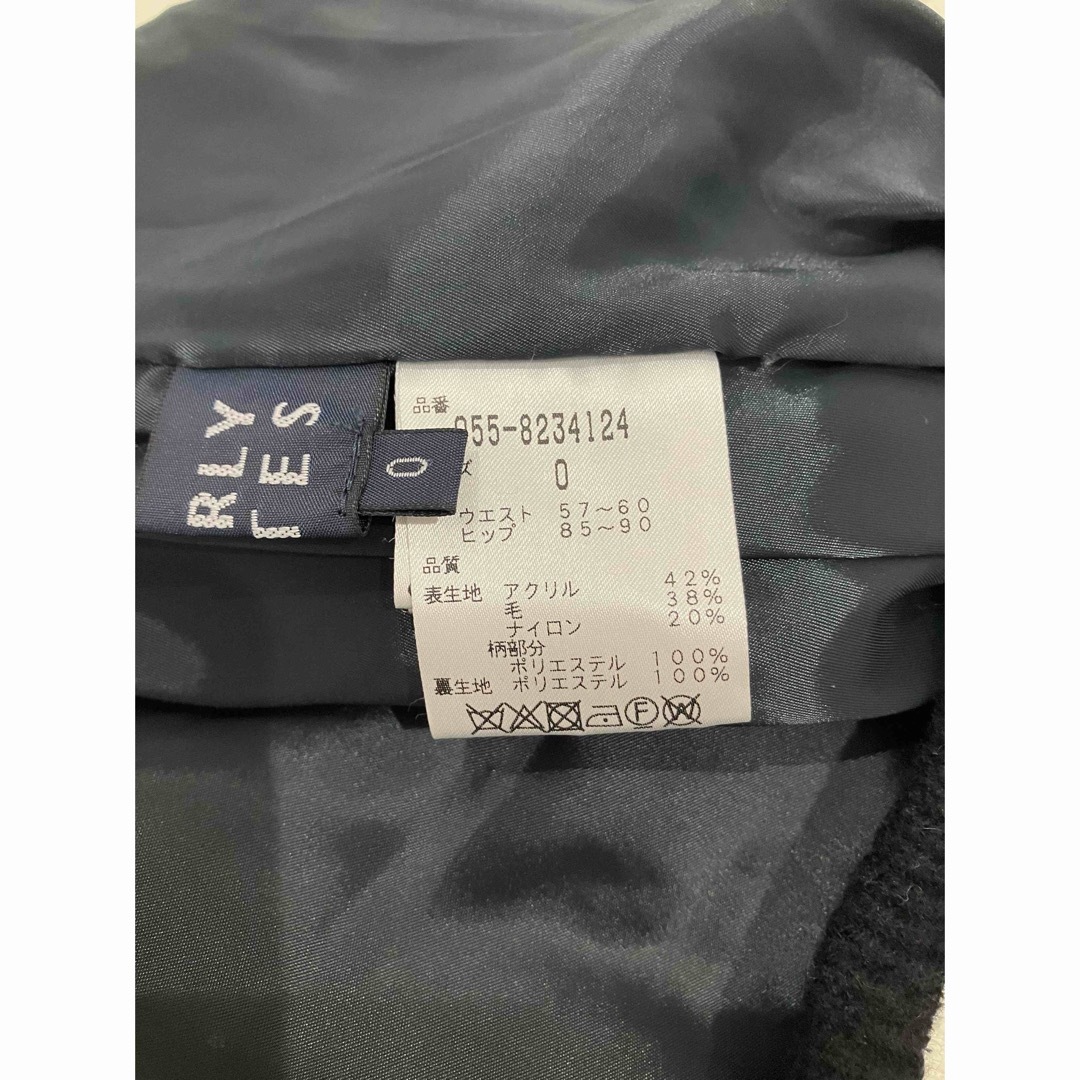 RLY
TES
0
品番
055-8234124
ズ 0
ウエスト 57~60
ヒップ 85~90
品質
表生地 アクリル 42%
毛 38%
ナイロン 20%
柄部分
ポリエステル 100%
裏生地 ポリエステル 100%
F W